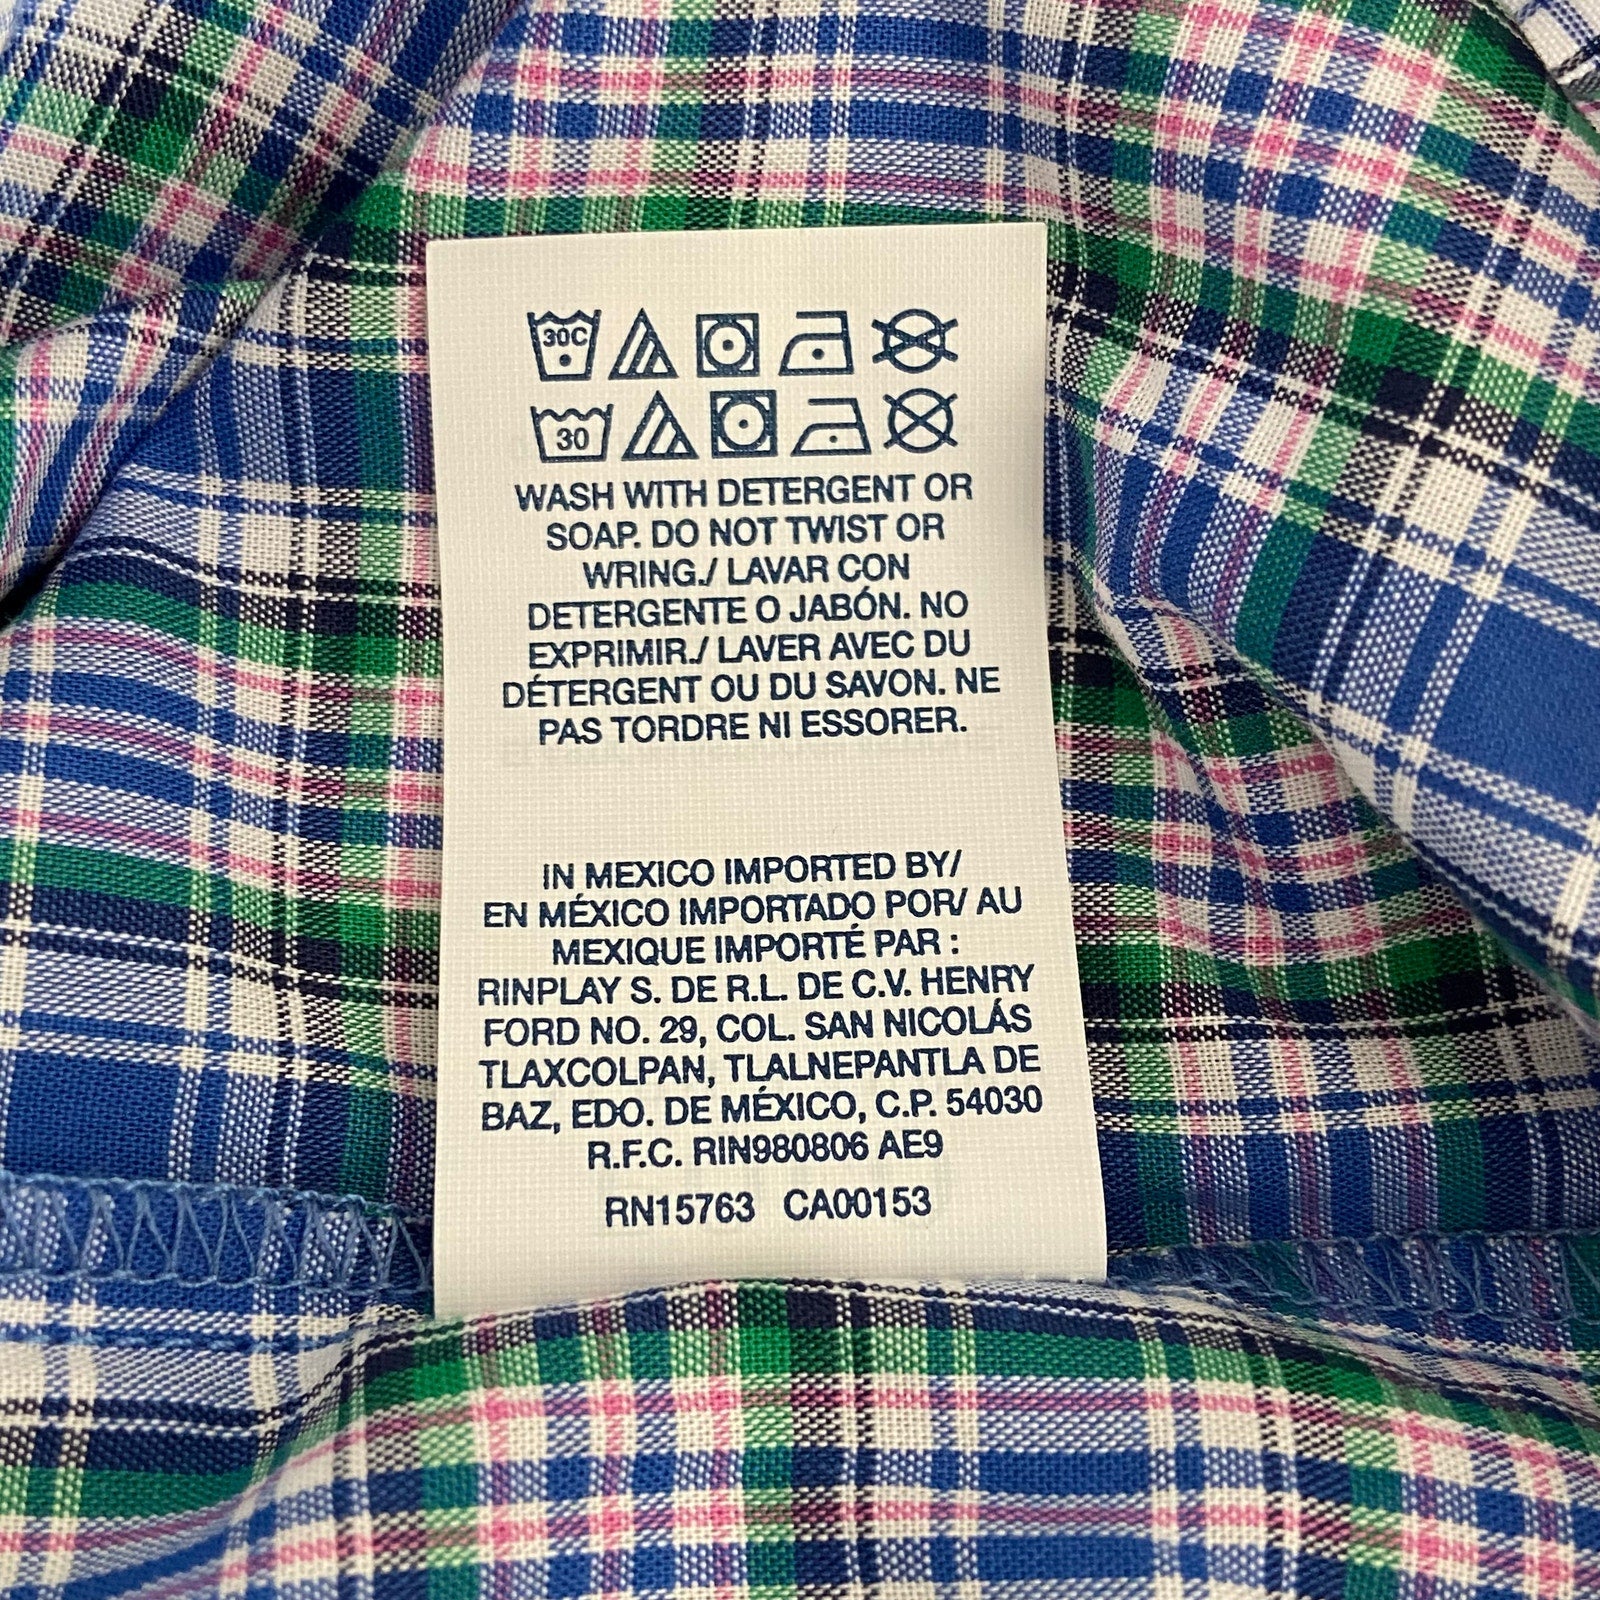 30C
30
WASH WITH DETERGENT OR
SOAP. DO NOT TWIST OR
WRING./ LAVAR CON
DETERGENTE O JABÓN. NO
EXPRIMIR./ LAVER AVEC DU
DÉTERGENT OU DU SAVON. NE
PAS TORDRE NI ESSORER.
IN MEXICO IMPORTED BY/
EN MÉXICO IMPORTADO POR/ AU
MEXIQUE IMPORTÉ PAR :
RINPLAY S. DE R.L. DE C.V. HENRY
FORD NO. 29, COL. SAN NICOLÁS
TLAXCOLPAN, TLALNEPANTLA DE
BAZ, EDO. DE MÉXICO, C.P. 54030
R.F.C. RIN980806 AE9
RN15763 CA00153